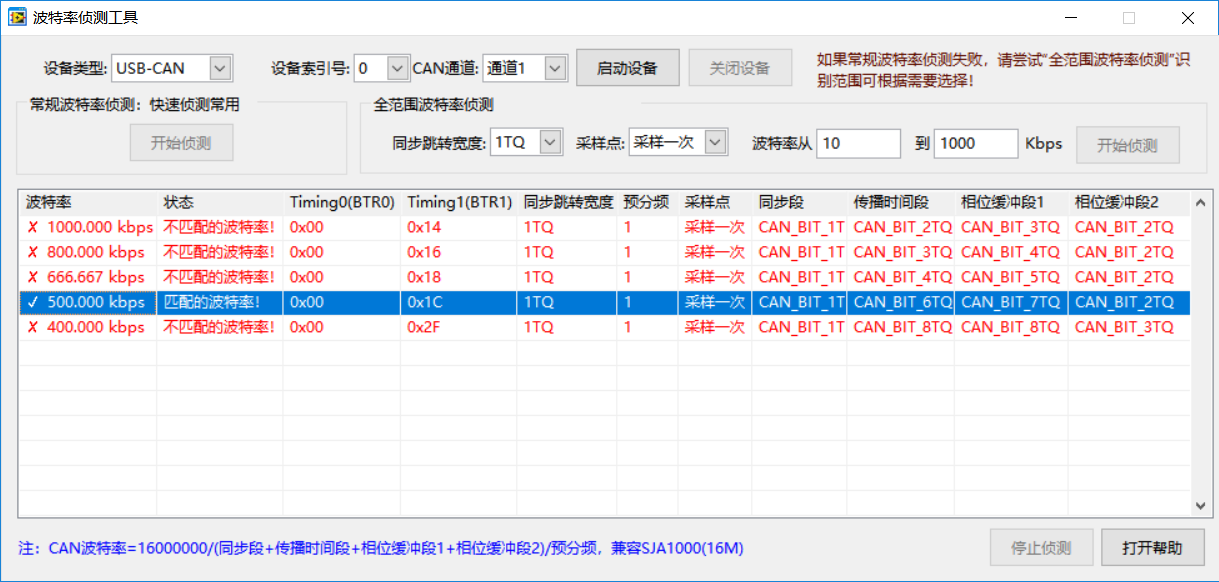 波特率侦测工具
设备类型: USB-CAN 设备索引号: 0 CAN通道: 通道1 启动设备 关闭设备
如果常规波特率侦测失败，请尝试"全范围波特率侦测"识
别范围可根据需要选择！
常规波特率侦测：快速侦测常用
开始侦测
全范围波特率侦测
同步跳转宽度: 1TQ 采样点: 采样一次 波特率从 10 到 1000 Kbps 开始侦测
波特率 状态 Timing0(BTR0) Timing1(BTR1) 同步跳转宽度 预分频 采样点 同步段 传播时间段 相位缓冲段1 相位缓冲段2
✗ 1000.000 kbps 不匹配的波特率! 0x00 0x14 1TQ 1 采样一次 CAN_BIT_1T CAN_BIT_2TQ CAN_BIT_3TQ CAN_BIT_2TQ
✗ 800.000 kbps 不匹配的波特率! 0x00 0x16 1TQ 1 采样一次 CAN_BIT_1T CAN_BIT_3TQ CAN_BIT_4TQ CAN_BIT_2TQ
✗ 666.667 kbps 不匹配的波特率! 0x00 0x18 1TQ 1 采样一次 CAN_BIT_1T CAN_BIT_4TQ CAN_BIT_5TQ CAN_BIT_2TQ
✓ 500.000 kbps 匹配的波特率! 0x00 0x1C 1TQ 1 采样一次 CAN_BIT_1T CAN_BIT_6TQ CAN_BIT_7TQ CAN_BIT_2TQ
✗ 400.000 kbps 不匹配的波特率! 0x00 0x2F 1TQ 1 采样一次 CAN_BIT_1T CAN_BIT_8TQ CAN_BIT_8TQ CAN_BIT_3TQ
注：CAN波特率=16000000/(同步段+传播时间段+相位缓冲段1+相位缓冲段2)/预分频，兼容SJA1000(16M)
停止侦测 打开帮助